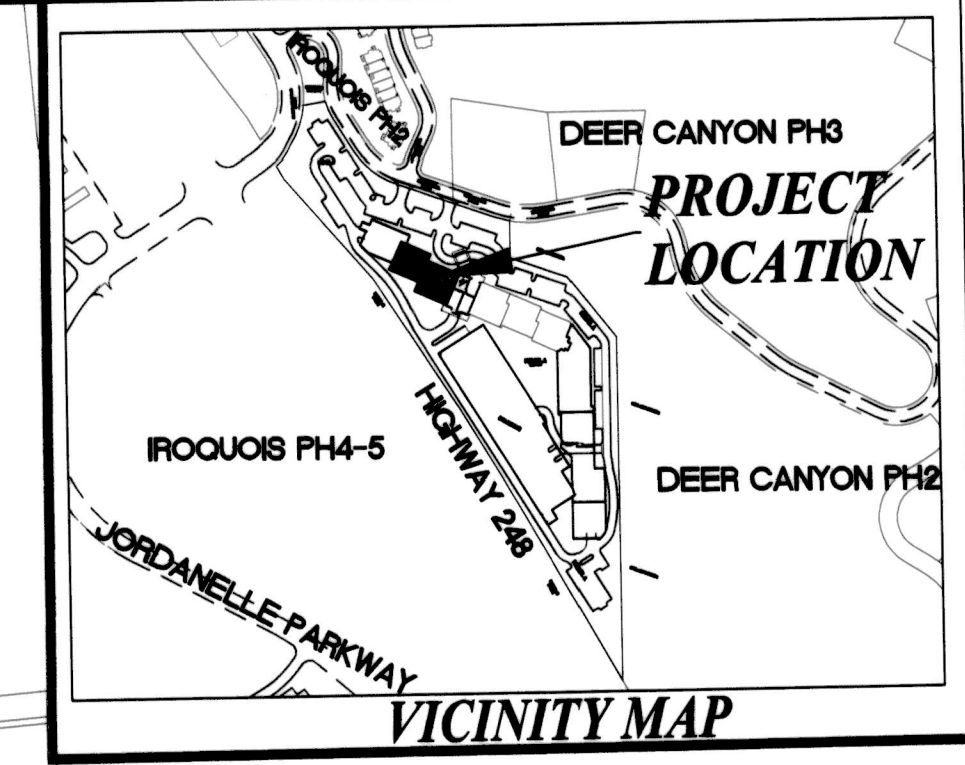 IROQUOIS PH2
DEER CANYON PH3
PROJECT
LOCATION
IROQUOIS PH4-5
HIGHWAY 248
DEER CANYON PH2
JORDANELLE PARKWAY
VICINITY MAP